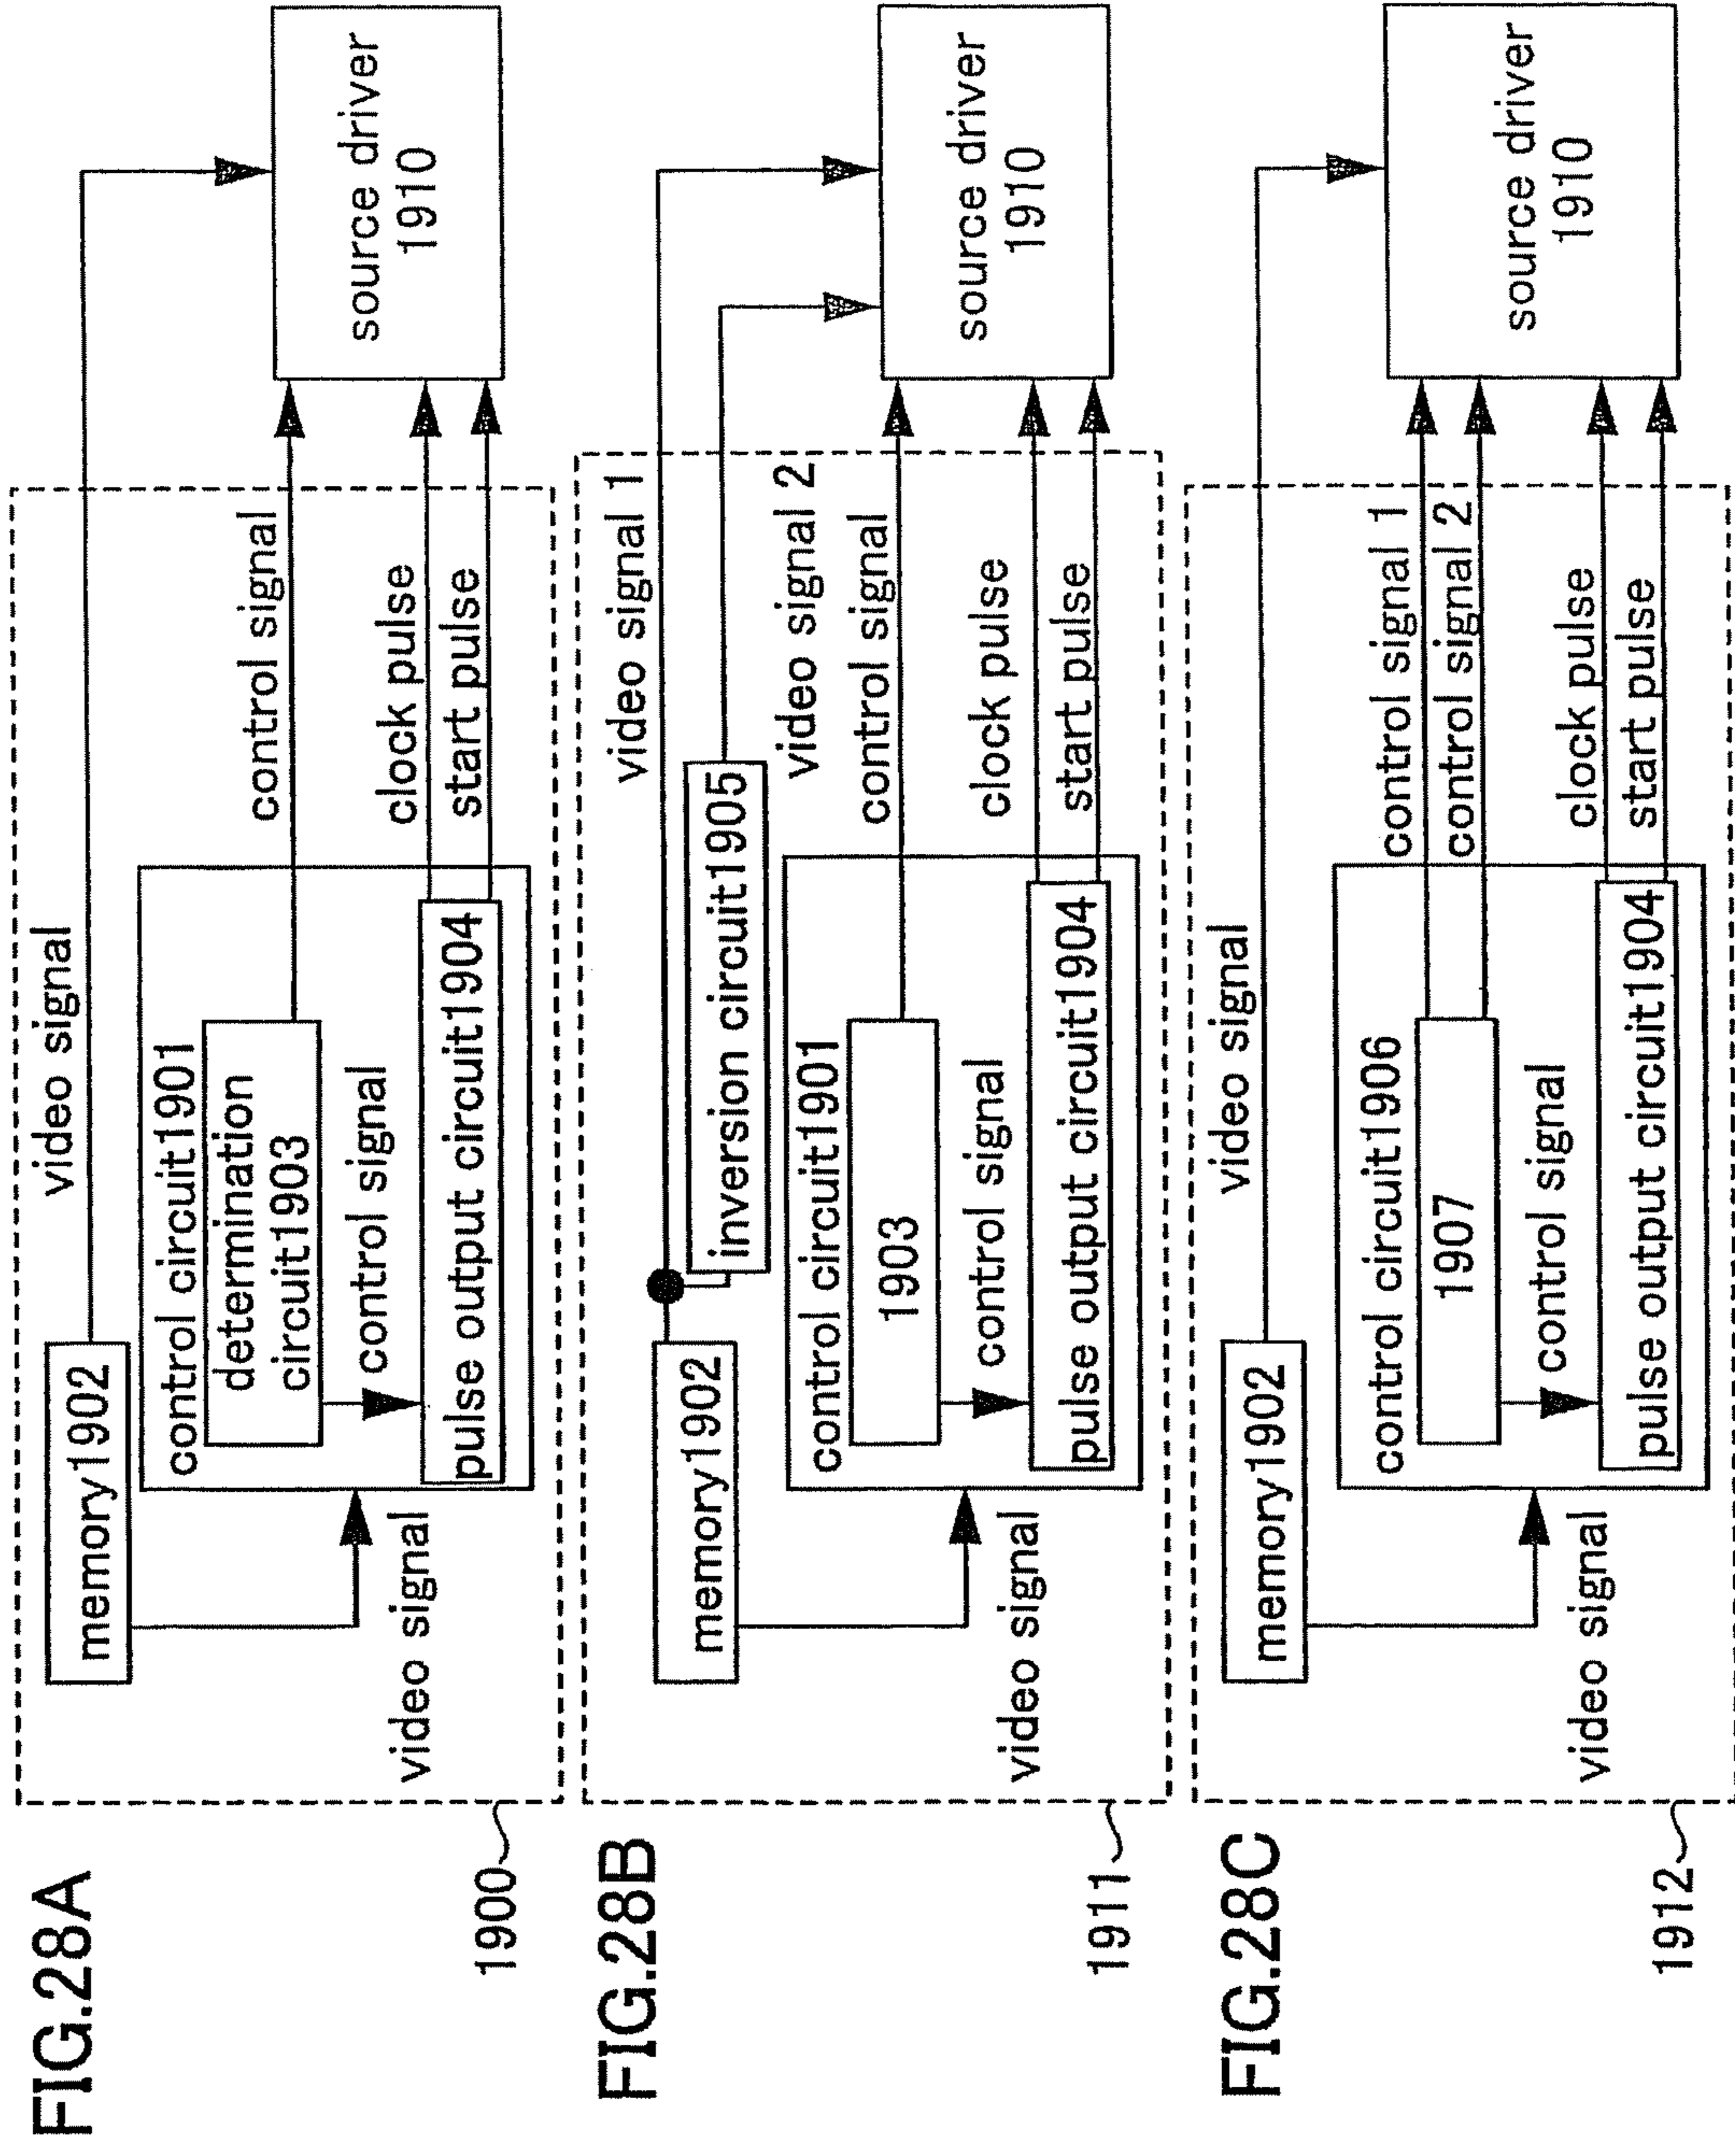 FIG.28A
video signal
memory1902
control circuit1901
determination
circuit1903
control signal
control signal
pulse output circuit1904
clock pulse
start pulse
video signal
source driver
1910
1900
FIG.28B
video signal 1
memory1902
inversion circuit1905
video signal 2
control circuit1901
1903
control signal
control signal
pulse output circuit1904
clock pulse
start pulse
video signal
source driver
1910
1911
FIG.28C
video signal
memory1902
control circuit1906
1907
control signal 1
control signal 2
control signal
pulse output circuit1904
clock pulse
start pulse
video signal
source driver
1910
1912